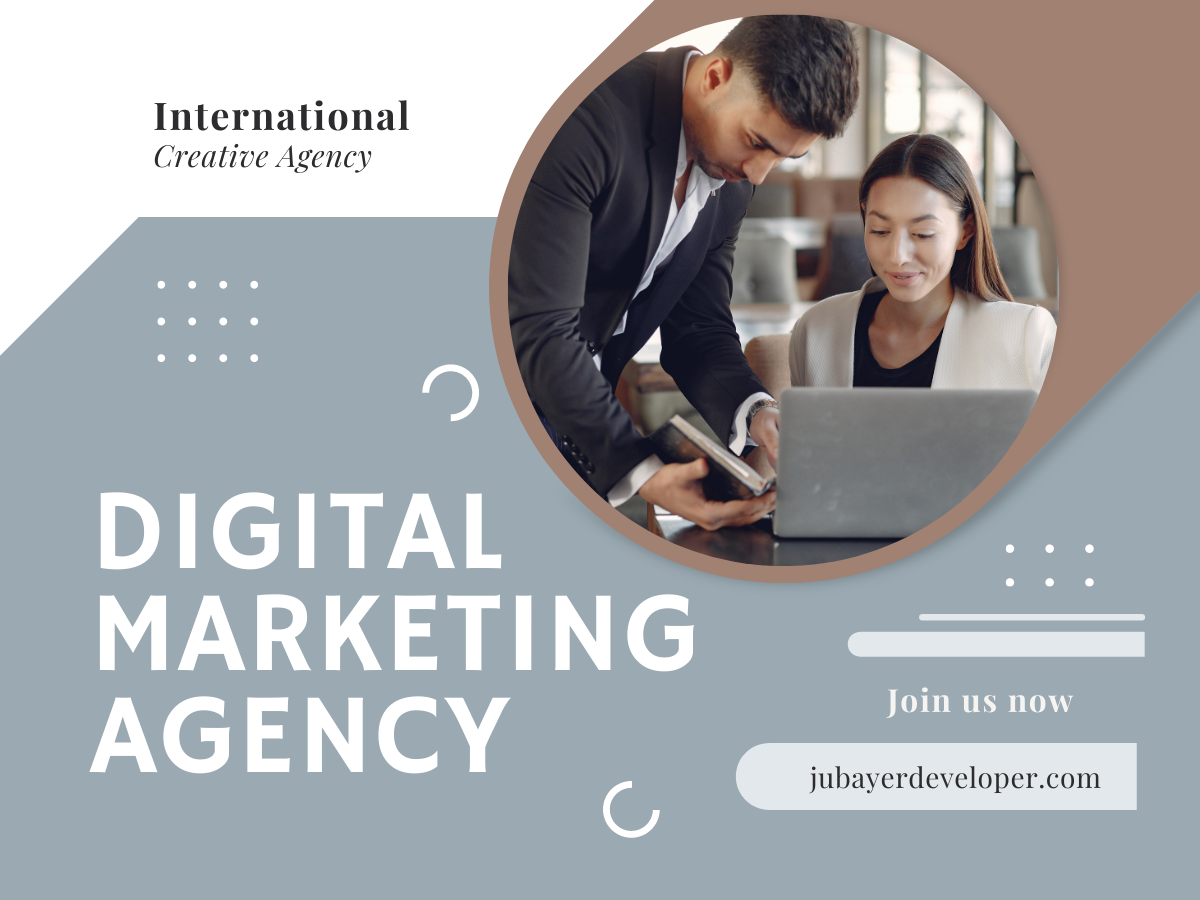 International
Creative Agency
DIGITAL
MARKETING
AGENCY
Join us now
jubayerdeveloper.com